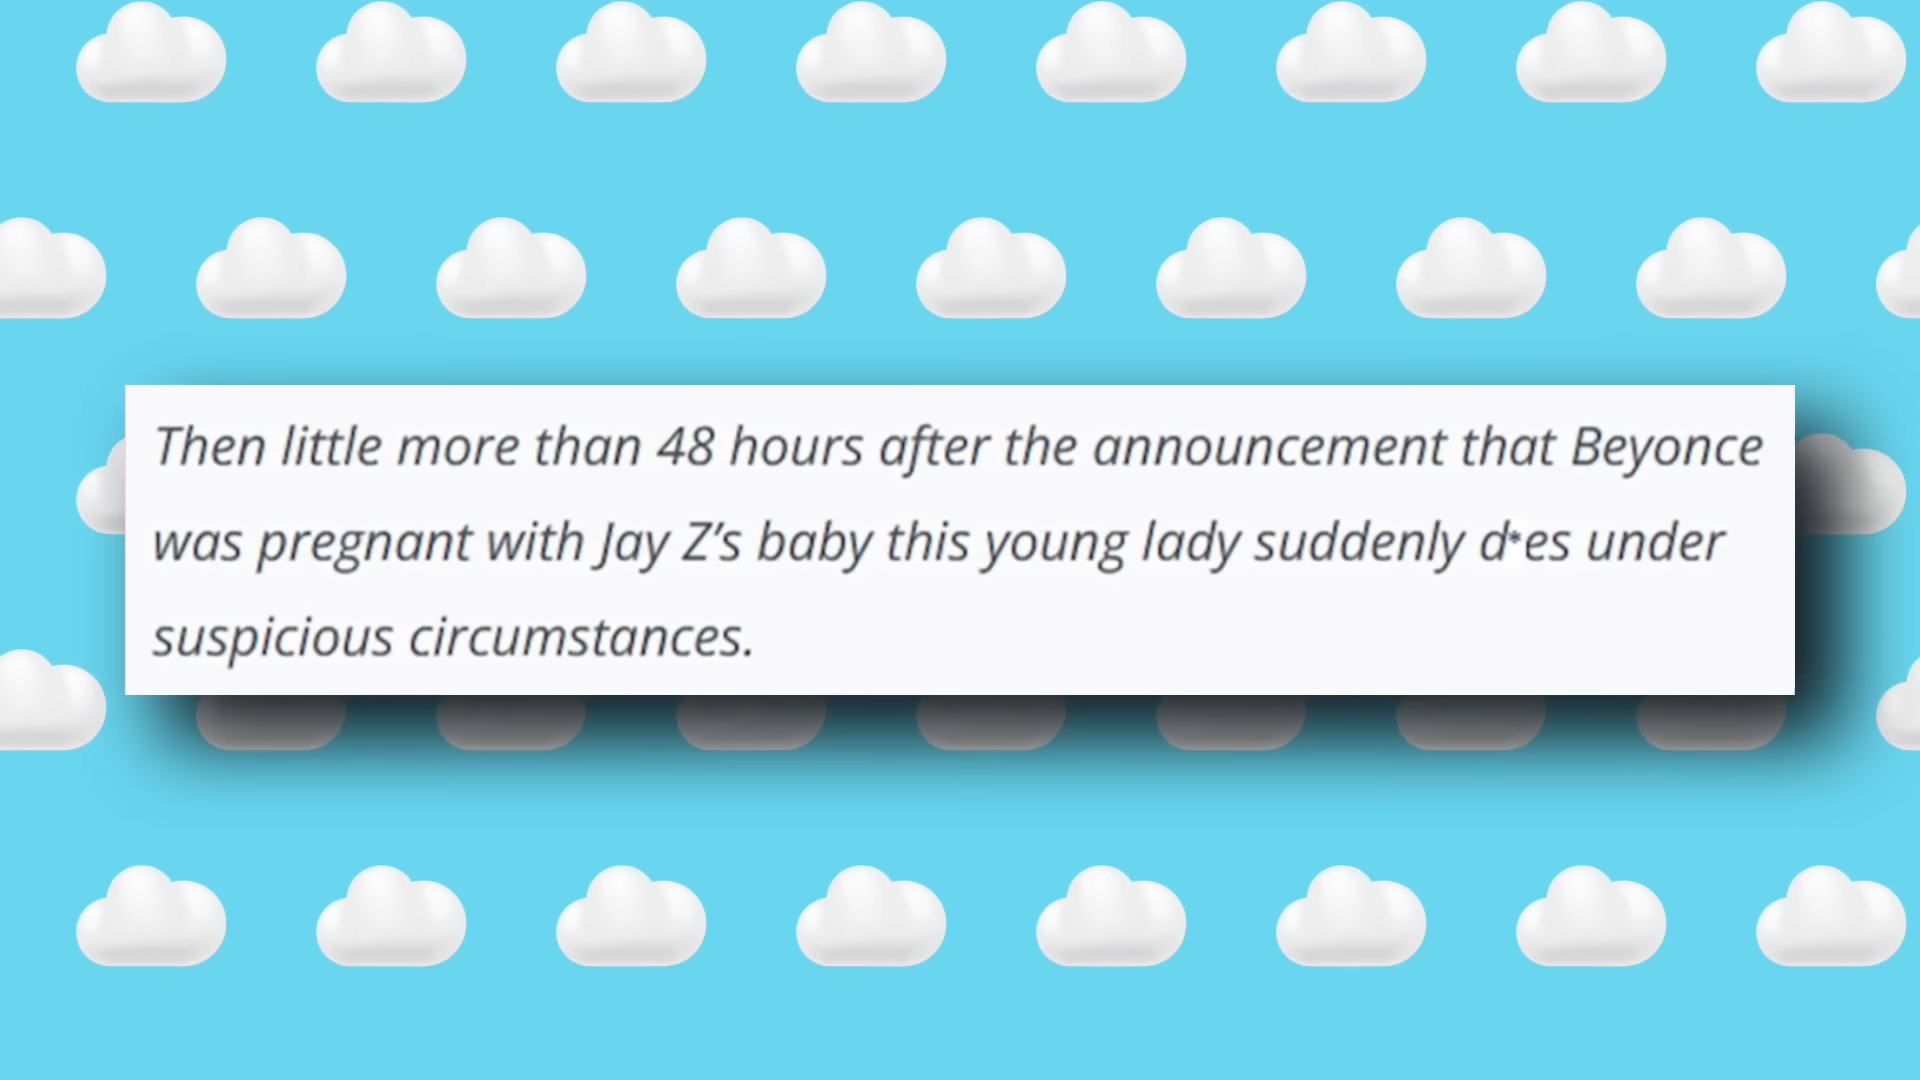 Then little more than 48 hours after the announcement that Beyonce
was pregnant with Jay Z’s baby this young lady suddenly d*es under
suspicious circumstances.